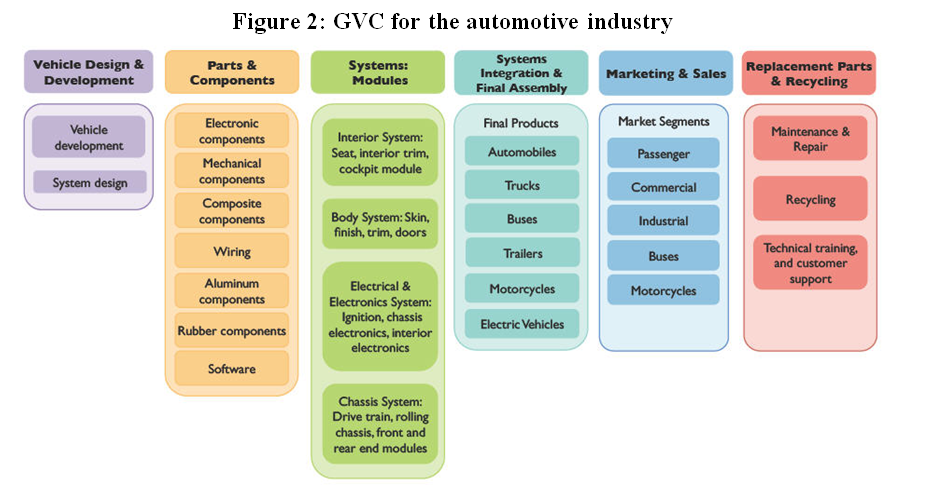 Figure 2: GVC for the automotive industry
Vehicle Design &
Development
Vehicle
development
System design
Parts &
Components
Electronic
components
Mechanical
components
Composite
components
Wiring
Aluminum
components
Rubber components
Software
Systems:
Modules
Interior System:
Seat, interior trim,
cockpit module
Body System: Skin,
finish, trim, doors
Electrical &
Electronics System:
Ignition, chassis
electronics, interior
electronics
Chassis System:
Drive train, rolling
chassis, front and
rear end modules
Systems
Integration &
Final Assembly
Final Products
Automobiles
Trucks
Buses
Trailers
Motorcycles
Electric Vehicles
Marketing & Sales
Market Segments
Passenger
Commercial
Industrial
Buses
Motorcycles
Replacement Parts
& Recycling
Maintenance &
Repair
Recycling
Technical training,
and customer
support